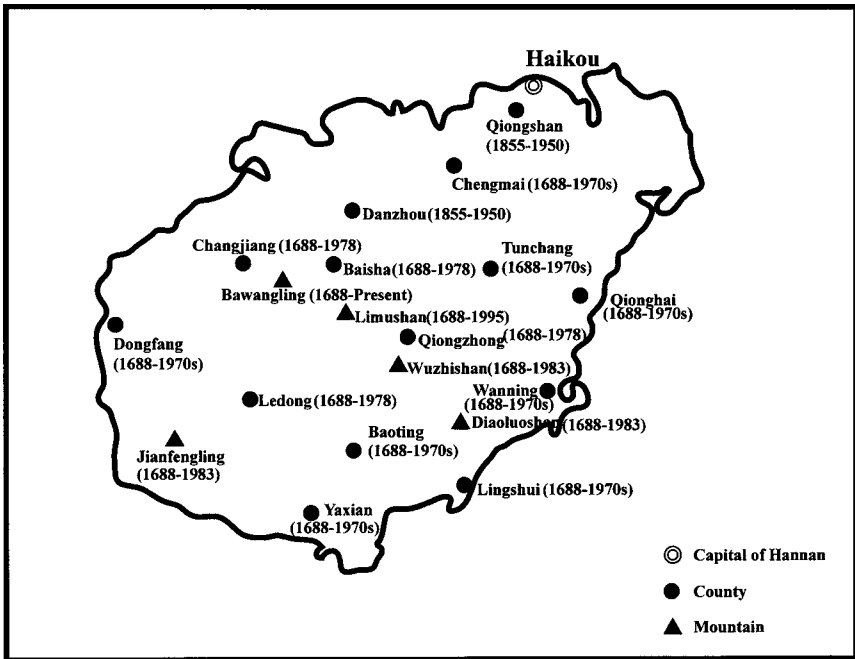 Haikou
Qiongshan
(1855-1950)
Chengmai (1688-1970s)
Danzhou (1855-1950)
Changjiang (1688-1978)
Tunchang
(1688-1970s)
Baisha (1688-1978)
Bawangling (1688-Present)
Qionghai
(1688-1970s)
Limushan (1688-1995)
Dongfang
(1688-1970s)
Qiongzhong (1688-1978)
Wuzhishan (1688-1983)
Wanning
(1688-1970s)
Ledong (1688-1978)
Diaoluoshan (1688-1983)
Baoting
(1688-1970s)
Jianfengling
(1688-1983)
Lingshui (1688-1970s)
Yaxian
(1688-1970s)
Capital of Hannan
County
Mountain